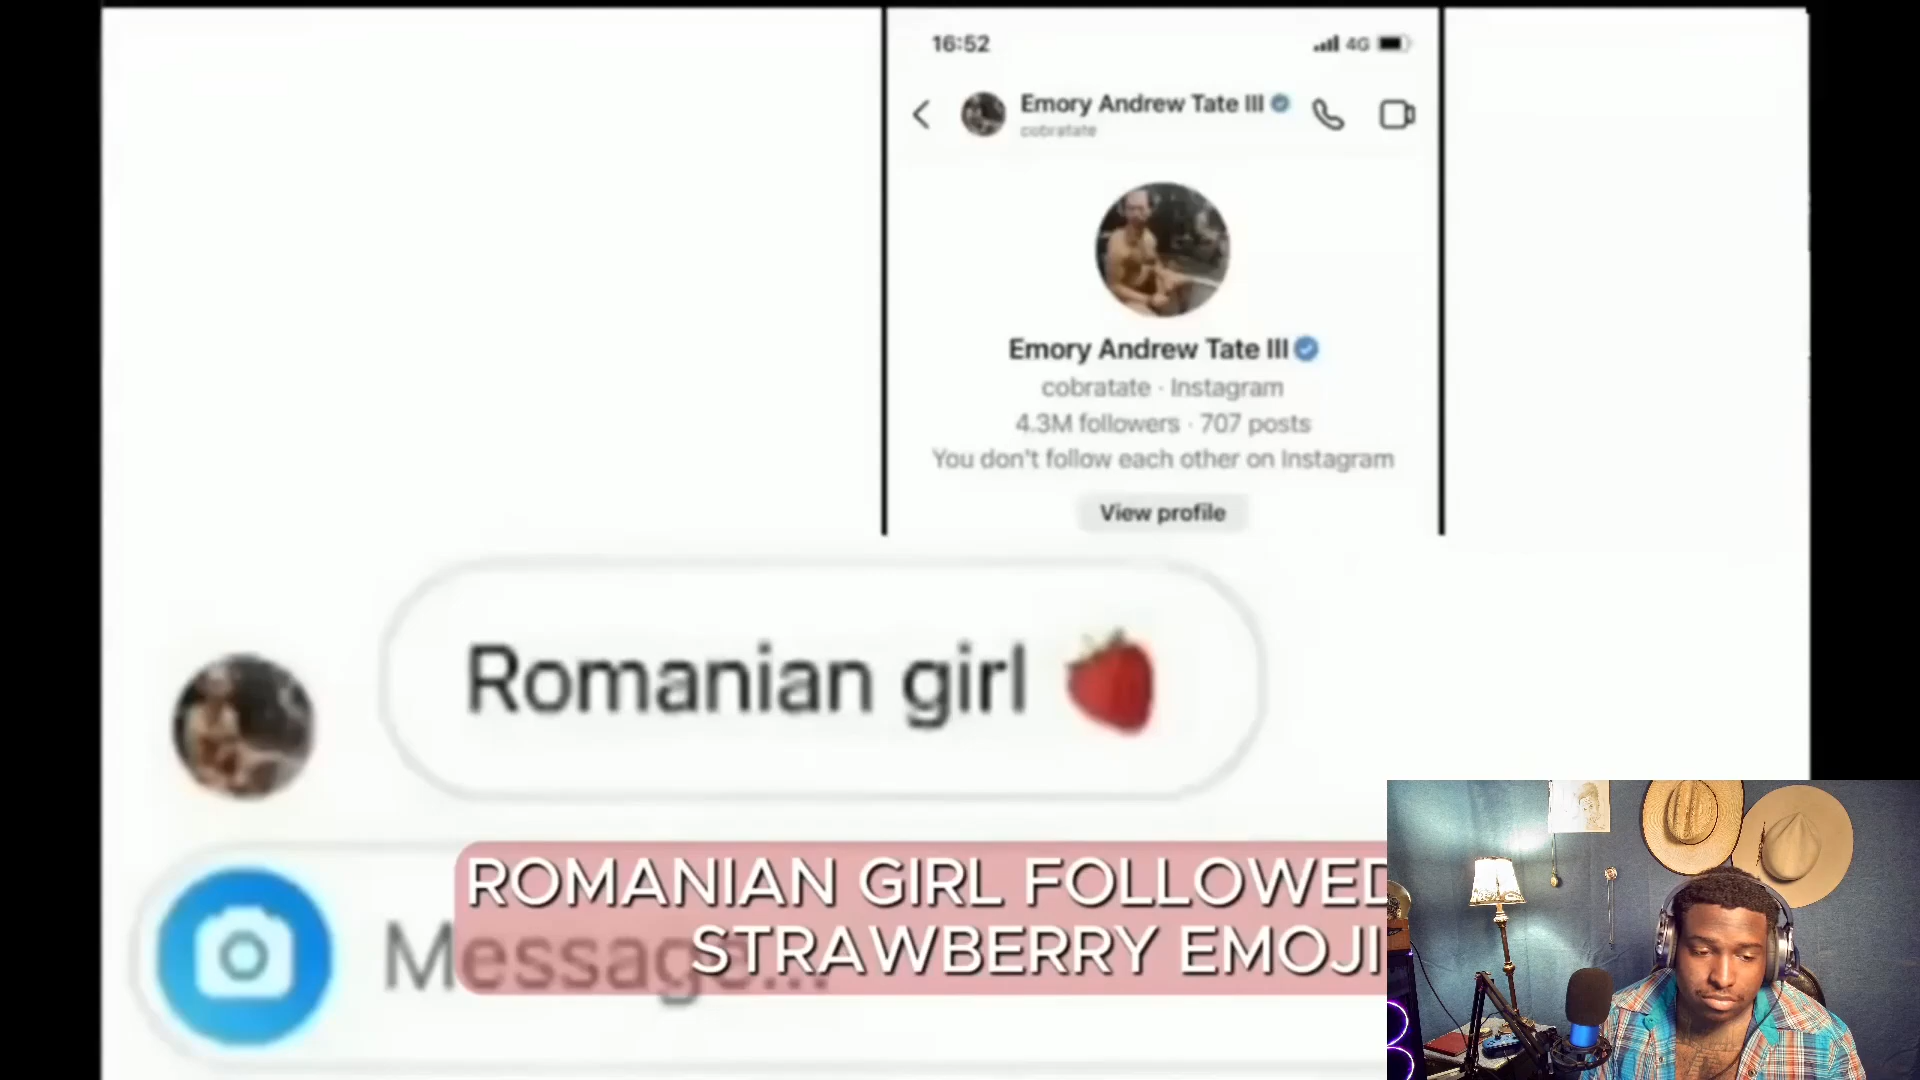 16:52
4G
Emory Andrew Tate III
cobratate
Emory Andrew Tate III
cobratate · Instagram
4.3M followers · 707 posts
You don't follow each other on Instagram
View profile
Romanian girl 🍓
Message...
ROMANIAN GIRL FOLLOWED
STRAWBERRY EMOJI